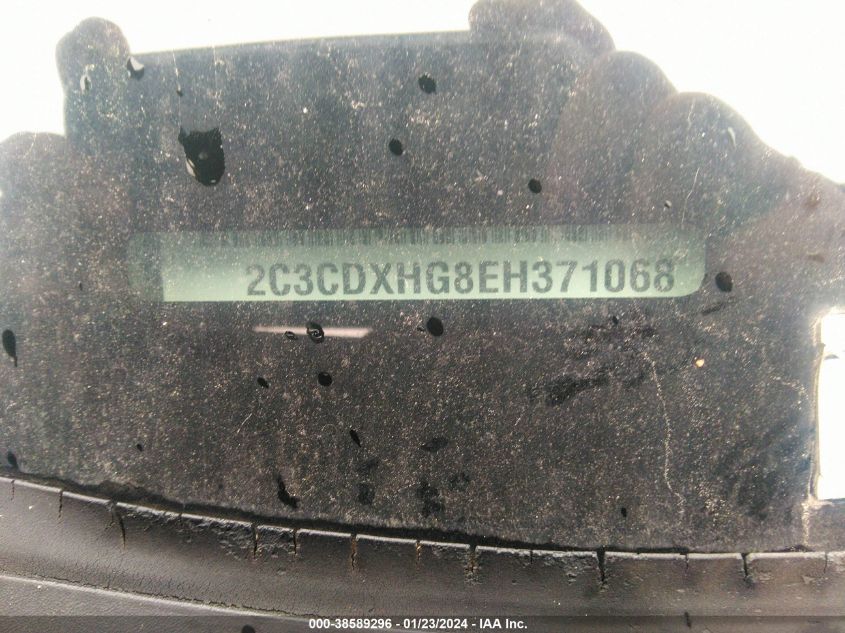 2C3CDXHG8EH371068
000-38589296 - 01/23/2024 - IAA Inc.